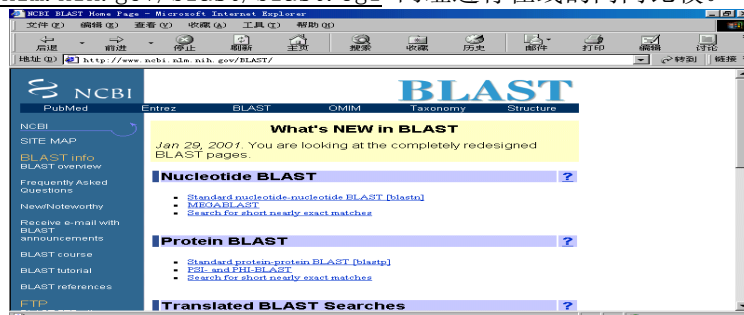 NCBI BLAST Home Page - Microsoft Internet Explorer
文件(F) 编辑(E) 查看(V) 收藏(A) 工具(T) 帮助(H)
后退 前进 停止 刷新 主页 搜索 收藏 历史 邮件 打印 编辑 讨论
地址(D) http://www.ncbi.nlm.nih.gov/BLAST/ 转到 链接
NCBI BLAST
PubMed Entrez BLAST OMIM Taxonomy Structure
NCBI
SITE MAP
BLAST info
BLAST overview
Frequently Asked
Questions
New/Noteworthy
Receive e-mail with
BLAST
announcements
BLAST course
BLAST tutorial
BLAST references
FTP
What's NEW in BLAST
Jan 29, 2001. You are looking at the completely redesigned
BLAST pages.
Nucleotide BLAST ?
Standard nucleotide-nucleotide BLAST [blastn]
MEGABLAST
Search for short nearly exact matches
Protein BLAST ?
Standard protein-protein BLAST [blastp]
PSI- and PHI-BLAST
Search for short nearly exact matches
Translated BLAST Searches ?